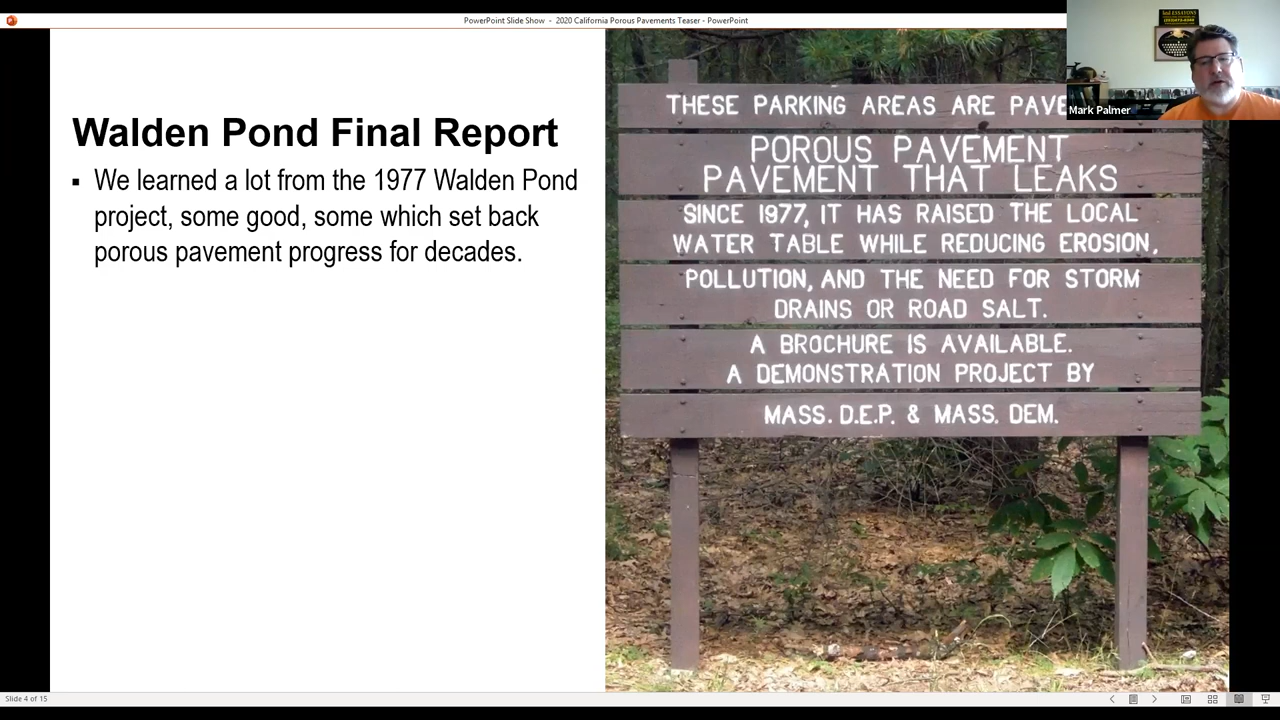 PowerPoint Slide Show - 2020 California Porous Pavements Teaser - PowerPoint
Mark Palmer
Walden Pond Final Report
▪ We learned a lot from the 1977 Walden Pond
project, some good, some which set back
porous pavement progress for decades.
THESE PARKING AREAS ARE
POROUS PAVEMENT
PAVEMENT THAT LEAKS
SINCE 1977, IT HAS RAISED THE LOCAL
WATER TABLE WHILE REDUCING EROSION,
POLLUTION, AND THE NEED FOR STORM
DRAINS OR ROAD SALT.
A BROCHURE IS AVAILABLE.
A DEMONSTRATION PROJECT BY
MASS. D.E.P. & MASS. DEM.
Slide 4 of 15